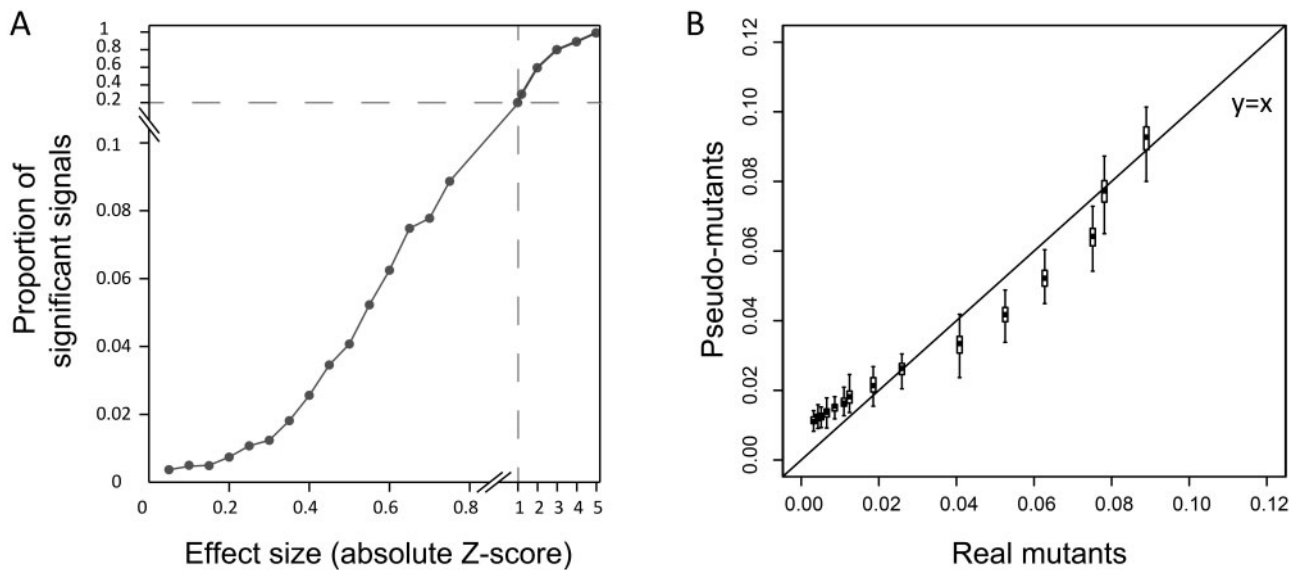 A
Proportion of
significant signals
1
0.8
0.6
0.4
0.2
0.1
0.08
0.06
0.04
0.02
0
0 0.2 0.4 0.6 0.8 1 2 3 4 5
Effect size (absolute Z-score)
B
Pseudo-mutants
0.12
0.10
0.08
0.06
0.04
0.02
0.00
y=x
0.00 0.02 0.04 0.06 0.08 0.10 0.12
Real mutants